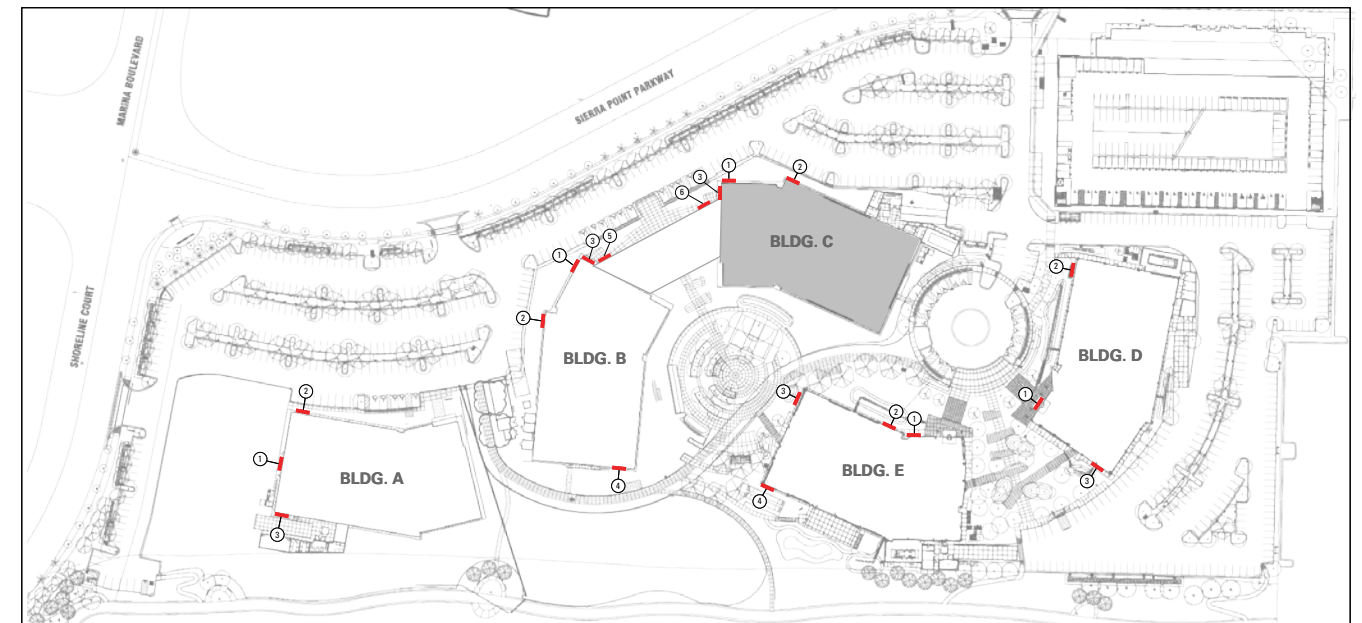 MARINA BOULEVARD
SIERRA POINT PARKWAY
SHORELINE COURT
1
2
3
6
BLDG. C
3
5
1
2
BLDG. B
4
2
BLDG. D
1
3
3
2
1
BLDG. E
4
2
1
BLDG. A
3